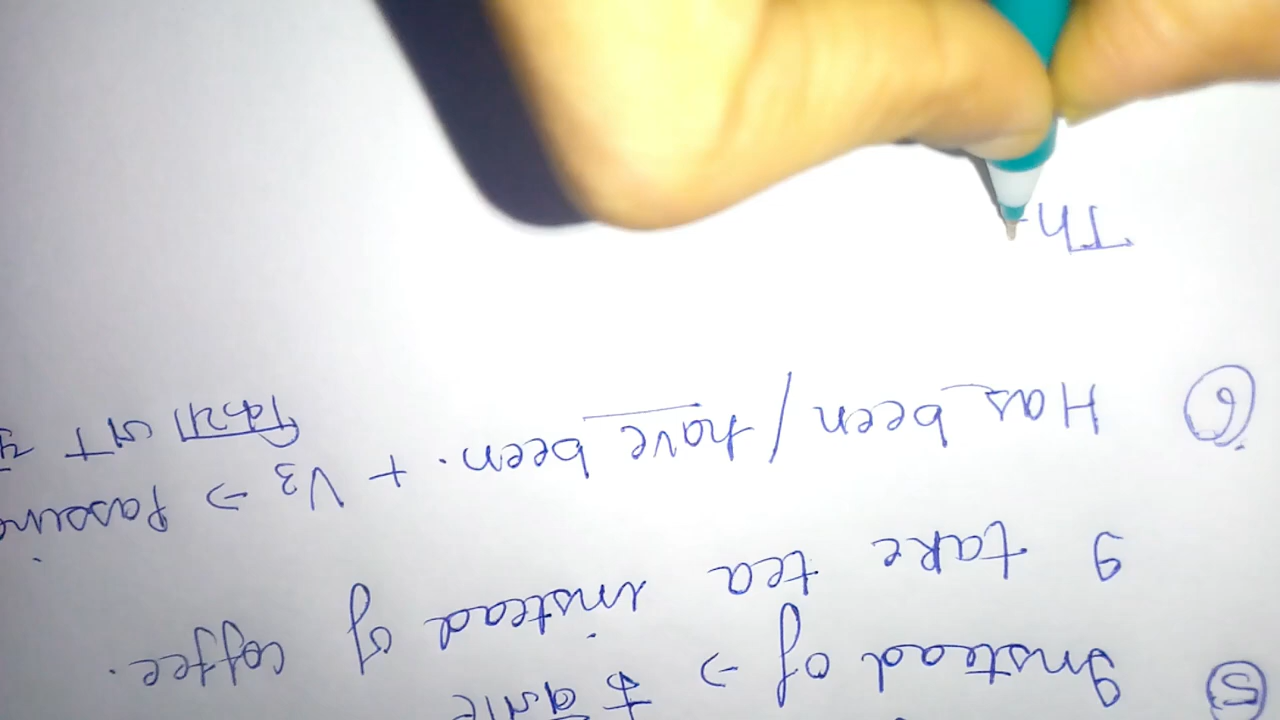 ⑤ Instead of →
I take tea instead of coffee.
⑥ Has been / have been. + V3 → Passive
किया जा
Th